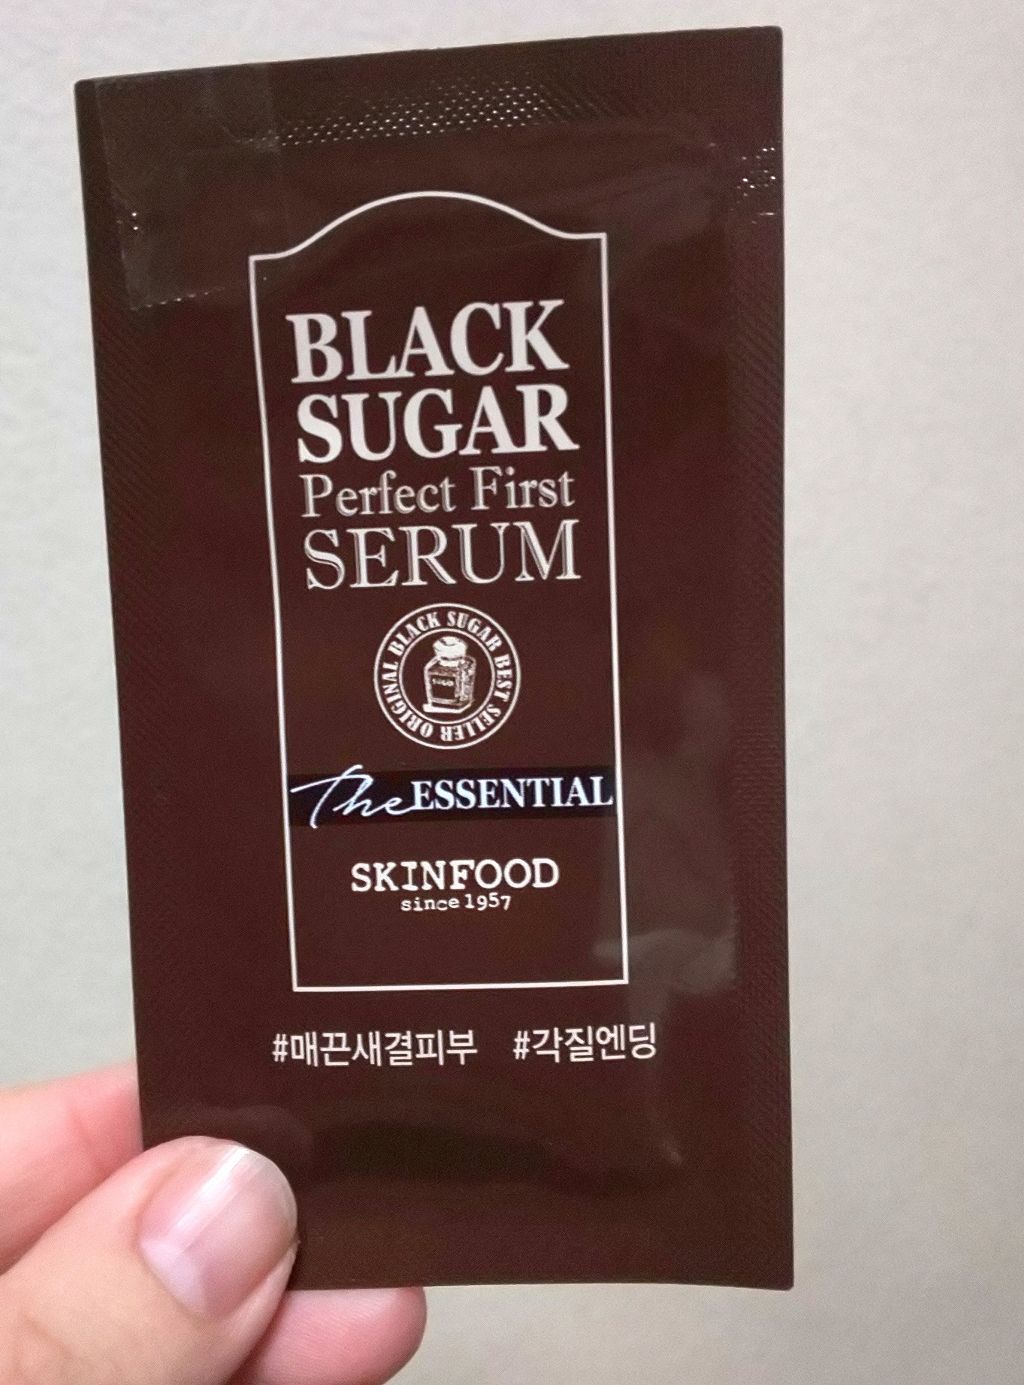 BLACK
SUGAR
Perfect First
SERUM
ORIGINAL BLACK SUGAR BEST SELLER
The ESSENTIAL
SKINFOOD
since 1957
#매끈새결피부 #각질엔딩